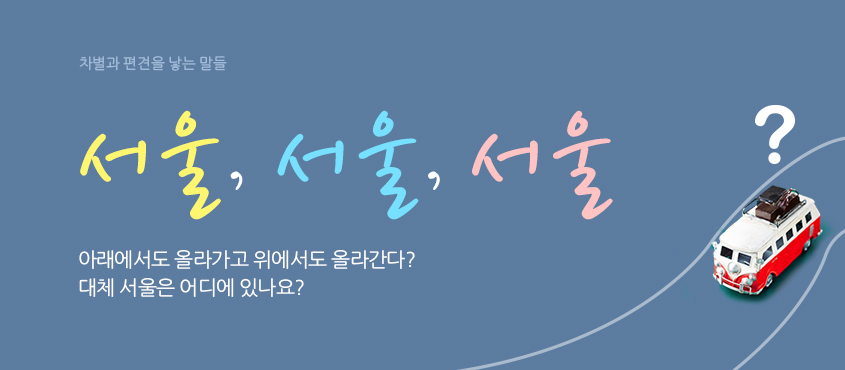 차별과 편견을 낳는 말들
서울, 서울, 서울
?
아래에서도 올라가고 위에서도 올라간다?
대체 서울은 어디에 있나요?